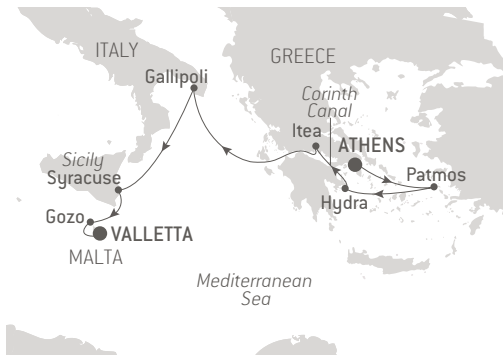 ITALY
GREECE
Gallipoli
Corinth
Canal
Itea
ATHENS
Sicily
Syracuse
Patmos
Hydra
Gozo
VALLETTA
MALTA
Mediterranean
Sea